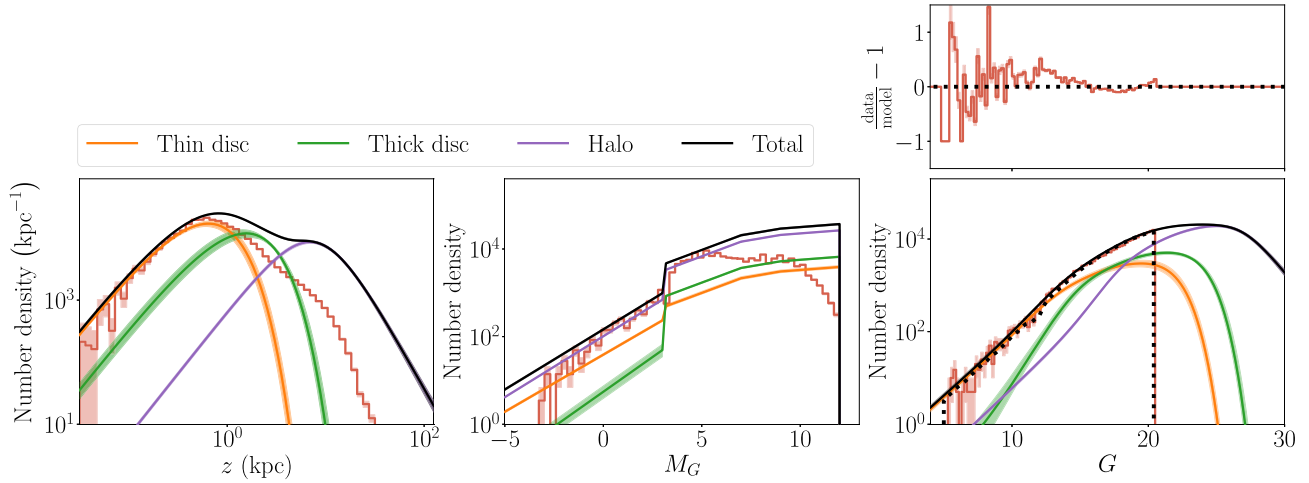 1
0
−1
data/model − 1
Thin disc Thick disc Halo Total
Number density (kpc⁻¹)
10³
10¹
10⁰ 10²
z (kpc)
Number density
10⁴
10²
10⁰
−5 0 5 10
M_G
Number density
10⁴
10²
10⁰
10 20 30
G